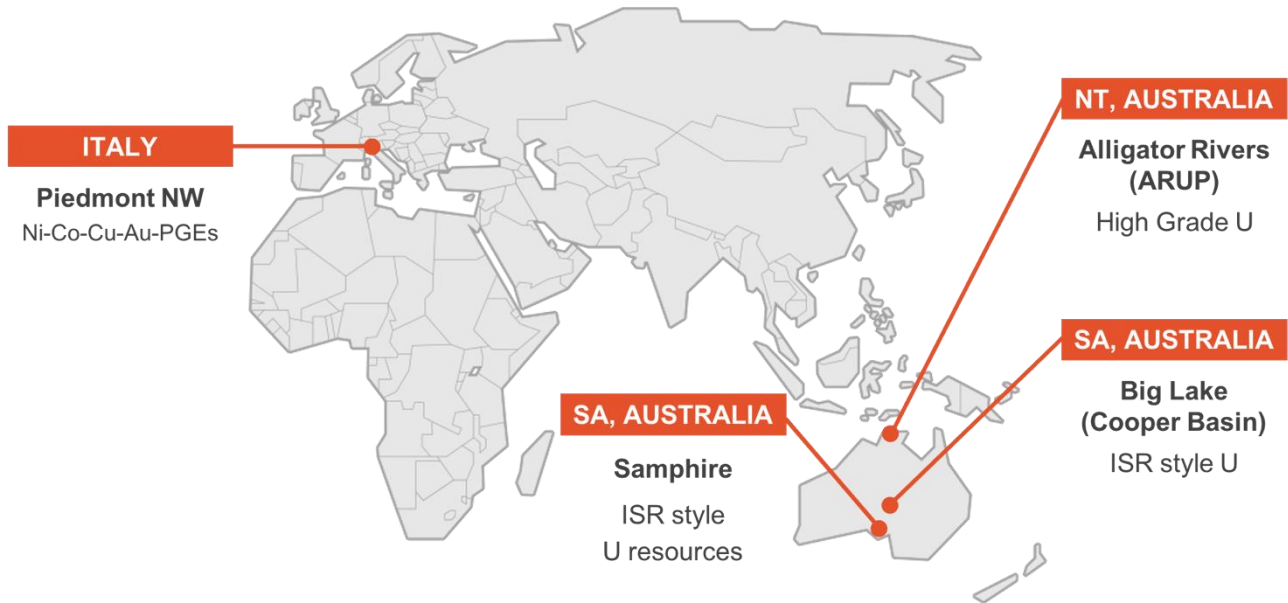 ITALY
Piedmont NW
Ni-Co-Cu-Au-PGEs
NT, AUSTRALIA
Alligator Rivers
(ARUP)
High Grade U
SA, AUSTRALIA
Big Lake
(Cooper Basin)
ISR style U
SA, AUSTRALIA
Samphire
ISR style
U resources